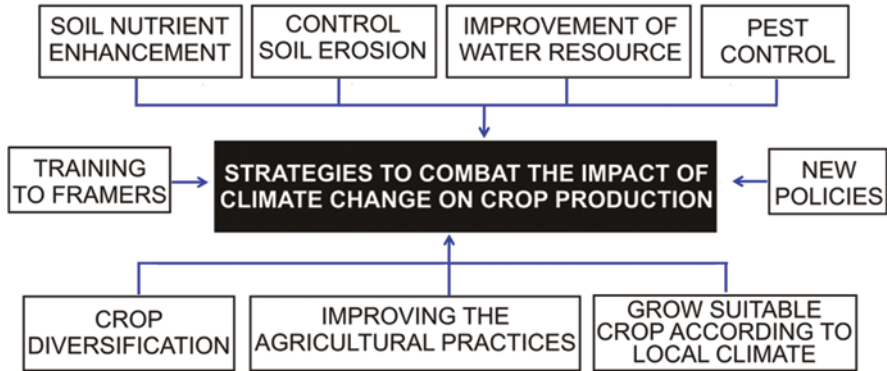 SOIL NUTRIENT
ENHANCEMENT
CONTROL
SOIL EROSION
IMPROVEMENT OF
WATER RESOURCE
PEST
CONTROL
TRAINING
TO FRAMERS
STRATEGIES TO COMBAT THE IMPACT OF
CLIMATE CHANGE ON CROP PRODUCTION
NEW
POLICIES
CROP
DIVERSIFICATION
IMPROVING THE
AGRICULTURAL PRACTICES
GROW SUITABLE
CROP ACCORDING TO
LOCAL CLIMATE